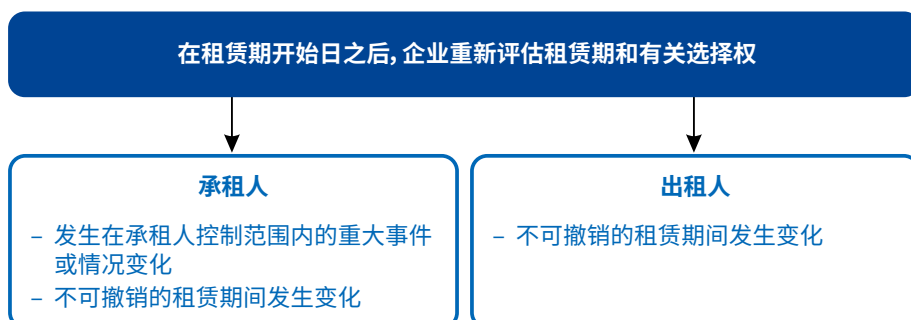 在租赁期开始日之后, 企业重新评估租赁期和有关选择权
承租人
– 发生在承租人控制范围内的重大事件
或情况变化
– 不可撤销的租赁期间发生变化
出租人
– 不可撤销的租赁期间发生变化